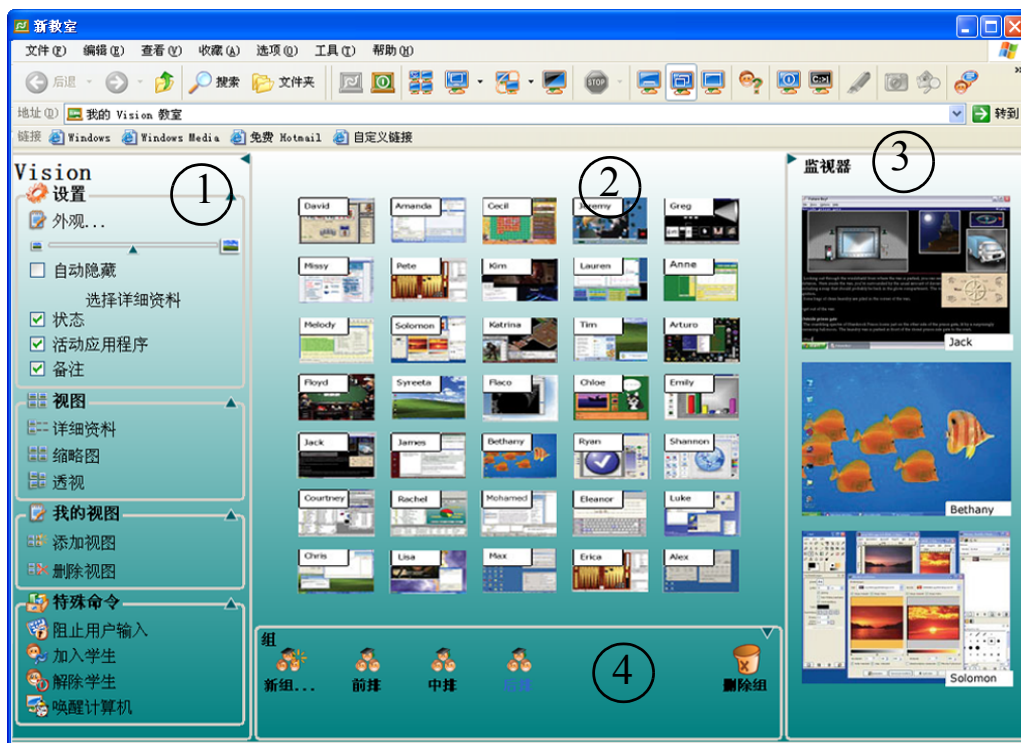 新教室
文件(F) 编辑(E) 查看(V) 收藏(A) 选项(O) 工具(T) 帮助(H)
后退 搜索 文件夹 STOP C:\
地址(D) 我的 Vision 教室 转到
链接 Windows Windows Media 免费 Hotmail 自定义链接
Vision
1
设置
外观...
自动隐藏
选择详细资料
状态
活动应用程序
备注
视图
详细资料
缩略图
透视
我的视图
添加视图
删除视图
特殊命令
阻止用户输入
加入学生
解除学生
唤醒计算机
2
David Amanda Cecil Jeremy Greg
Missy Pete Kim Lauren Anne
Melody Solomon Katrina Tim Arturo
Floyd Syreeta Flaco Chloe Emily
Jack James Bethany Ryan Shannon
Courtney Rachel Mohamed Eleanor Luke
Chris Lisa Max Erica Alex
组
新组... 前排 中排 后排 4 删除组
监视器 3
Jack
Bethany
Solomon